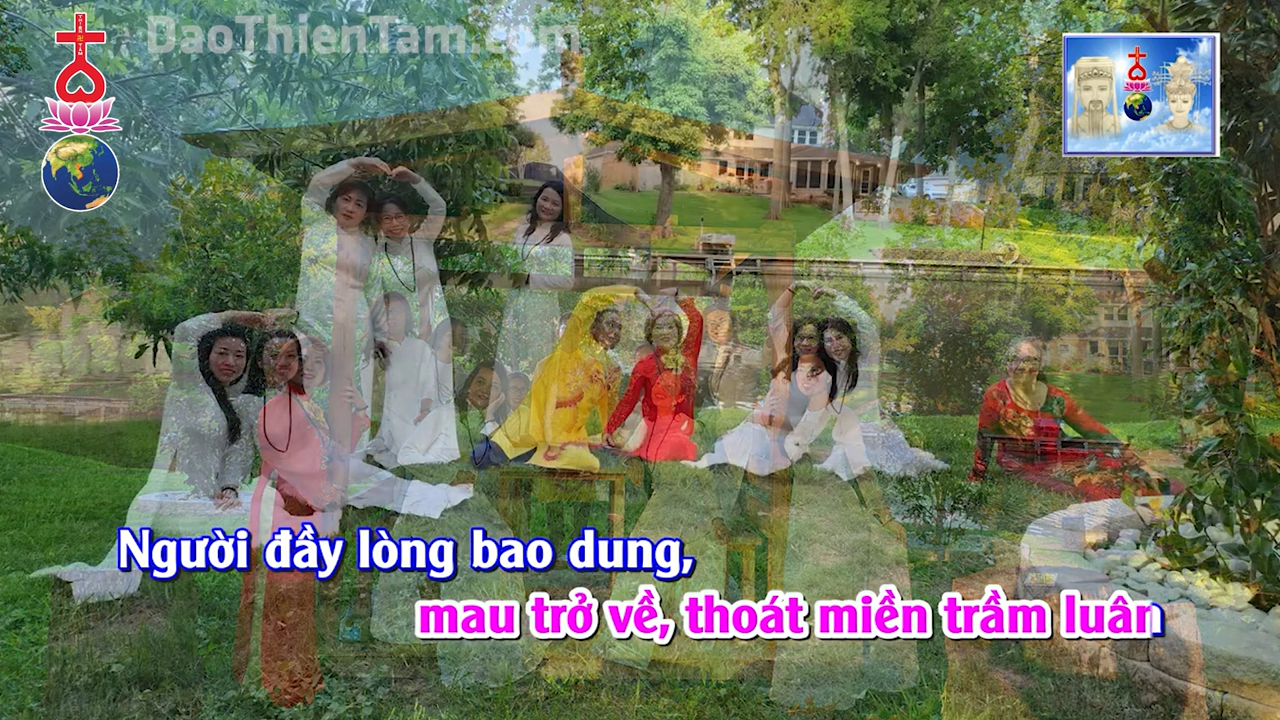 DaoThienTam.com
Người đầy lòng bao dung,
mau trở về, thoát miền trầm luân